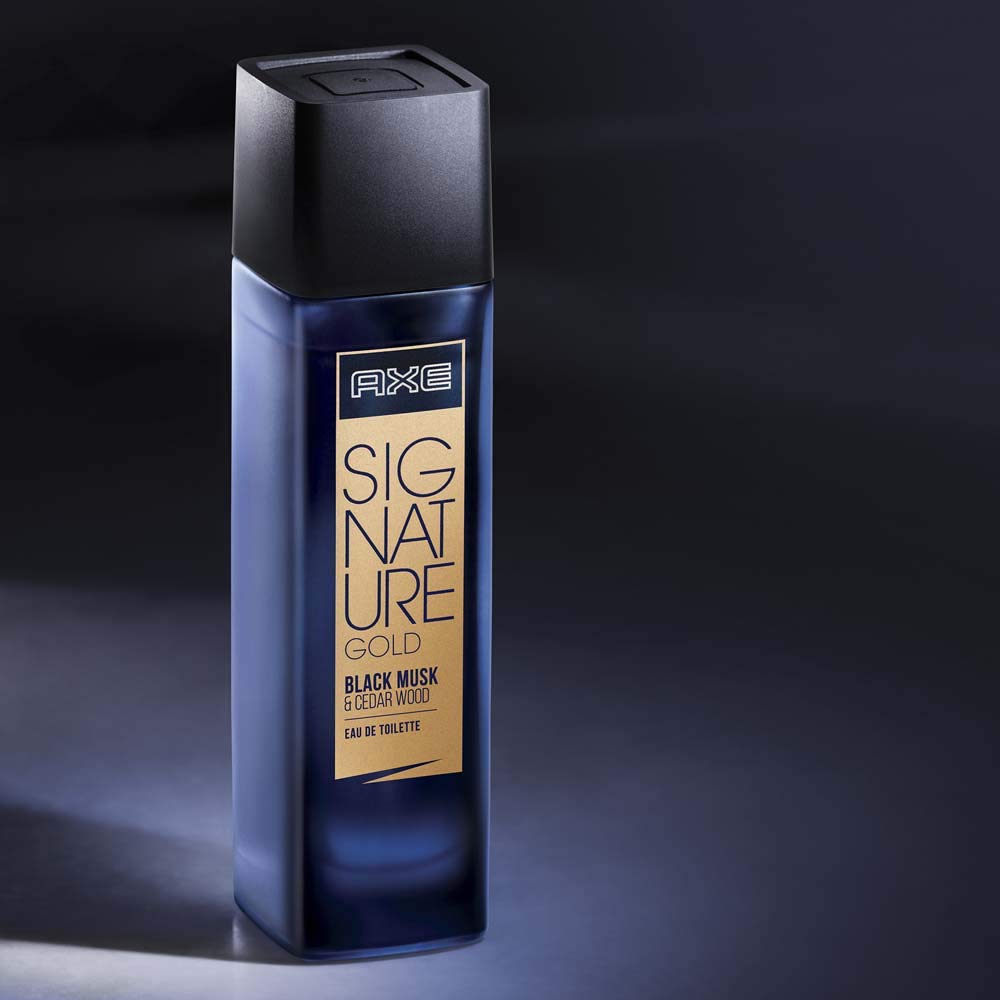 AXE
SIG
NAT
URE
GOLD
BLACK MUSK
& CEDAR WOOD
EAU DE TOILETTE